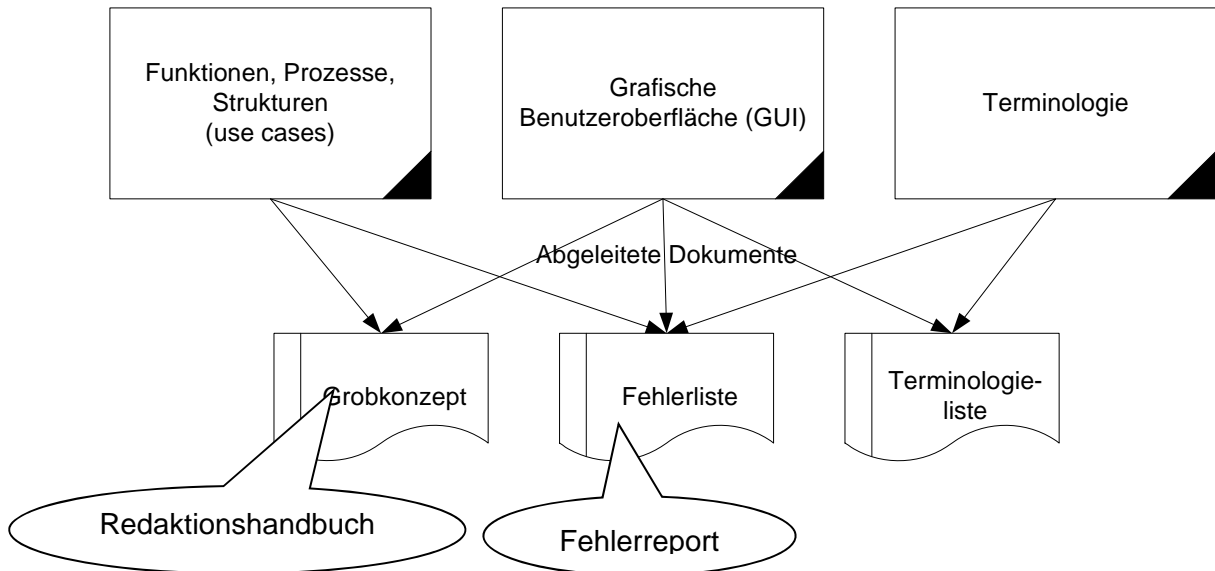 Funktionen, Prozesse,
Strukturen
(use cases)
Grafische
Benutzeroberfläche (GUI)
Terminologie
Abgeleitete Dokumente
Grobkonzept
Fehlerliste
Terminologie-
liste
Redaktionshandbuch
Fehlerreport